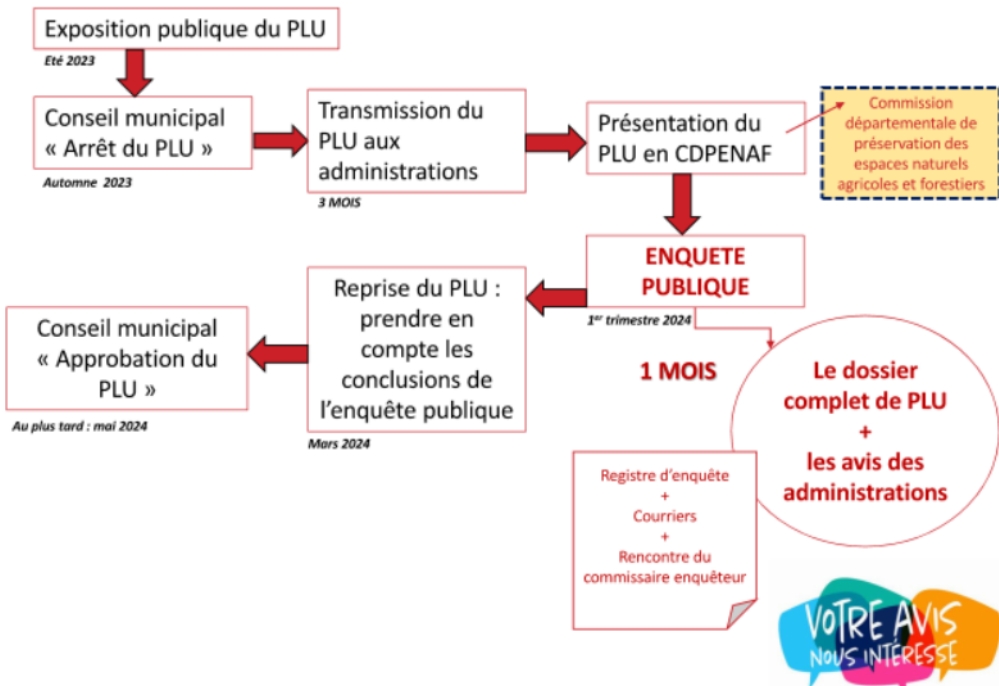 Exposition publique du PLU
Eté 2023
Conseil municipal
« Arrêt du PLU »
Automne 2023
Transmission du
PLU aux
administrations
3 MOIS
Présentation du
PLU en CDPENAF
Commission
départementale de
préservation des
espaces naturels
agricoles et forestiers
ENQUETE
PUBLIQUE
1er trimestre 2024
Reprise du PLU :
prendre en
compte les
conclusions de
l'enquête publique
Mars 2024
Conseil municipal
« Approbation du
PLU »
Au plus tard : mai 2024
1 MOIS
Le dossier
complet de PLU
+
les avis des
administrations
Registre d'enquête
+
Courriers
+
Rencontre du
commissaire enquêteur
VOTRE AVIS
NOUS INTÉRESSE